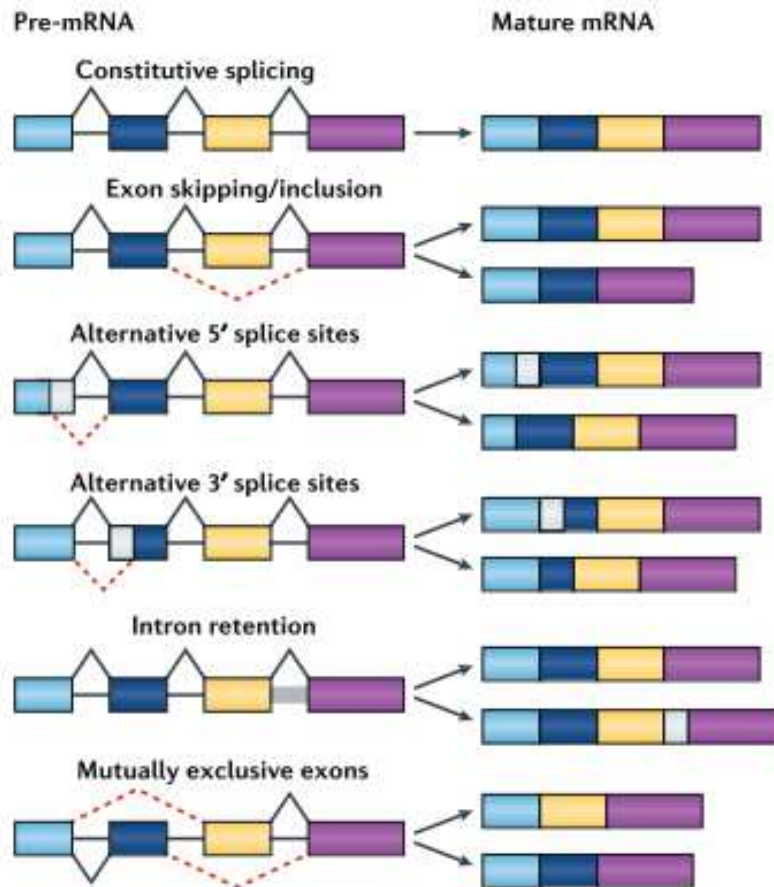 Pre-mRNA
Mature mRNA
Constitutive splicing
Exon skipping/inclusion
Alternative 5′ splice sites
Alternative 3′ splice sites
Intron retention
Mutually exclusive exons